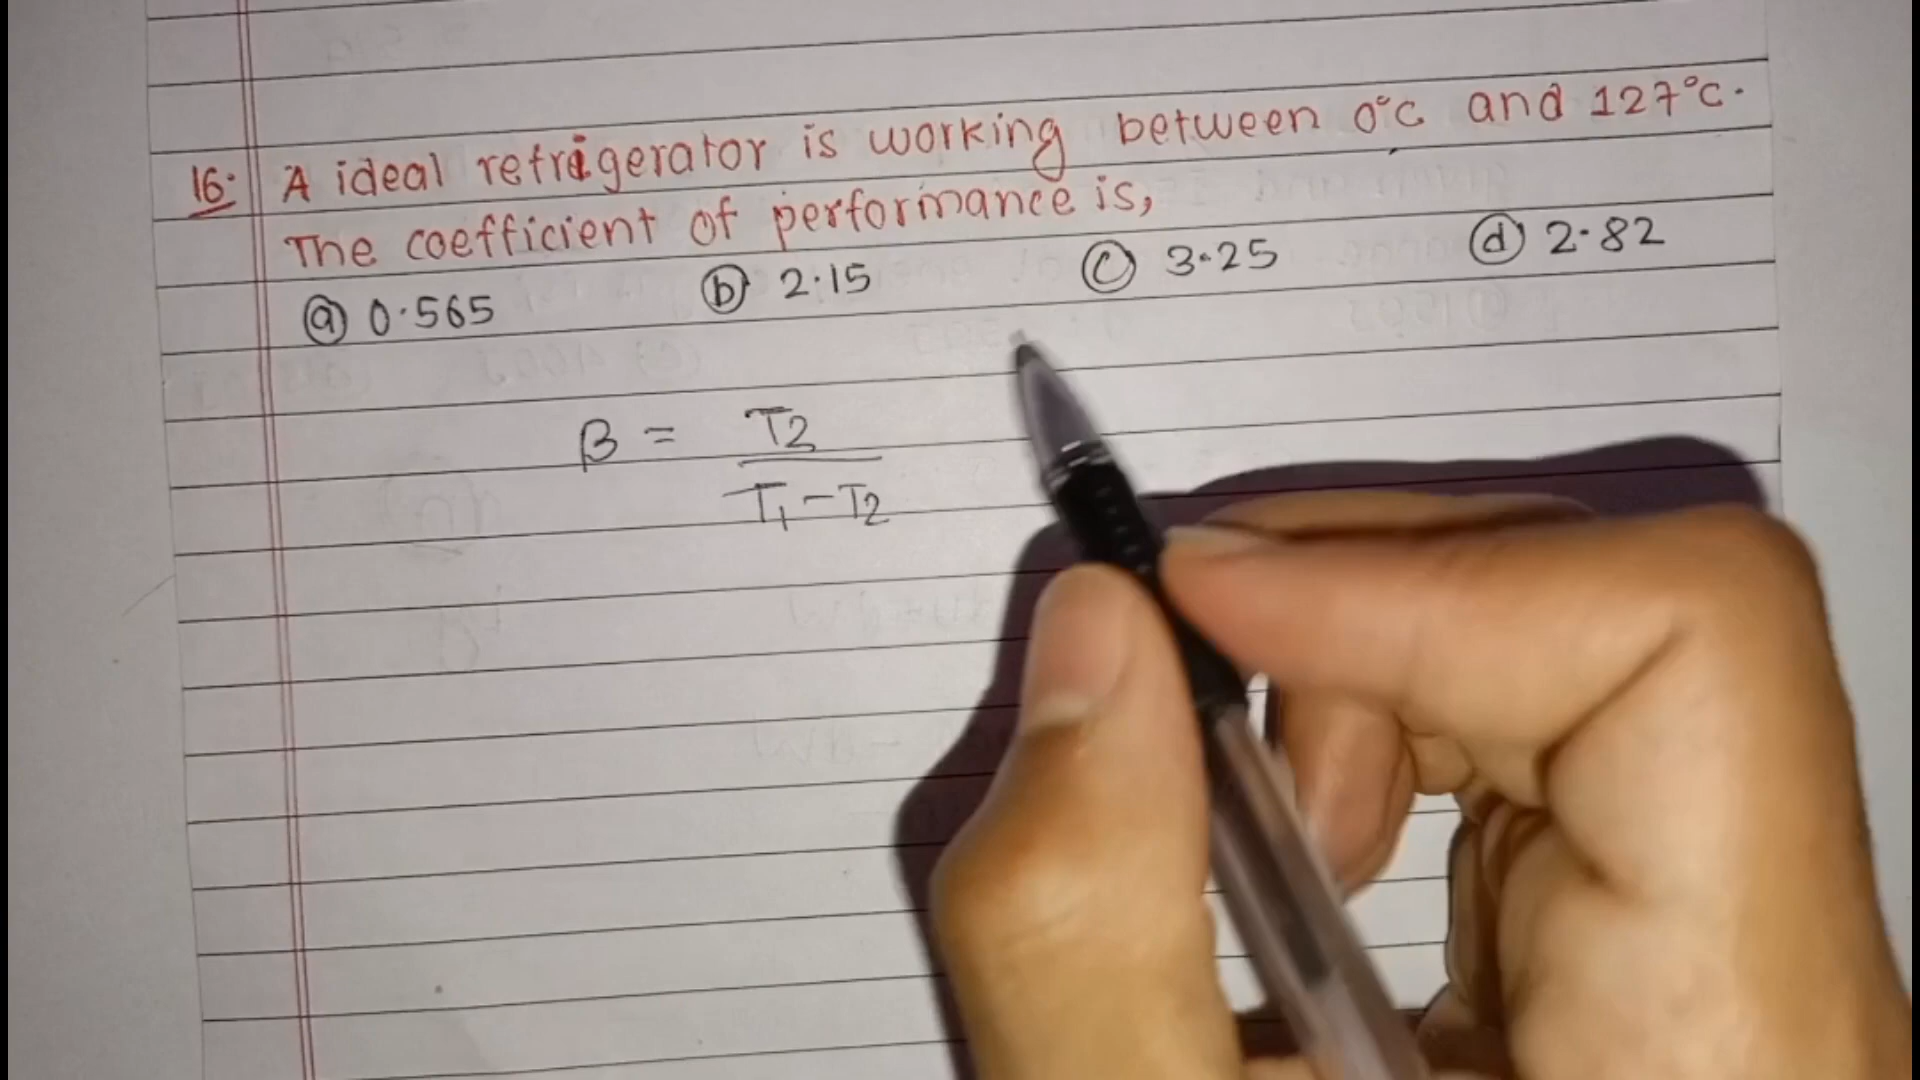 16. A ideal refrigerator is working between 0°C and 127°C.
The coefficient of performance is,
(a) 0.565 (b) 2.15 (c) 3.25 (d) 2.82
β = T₂ / T₁ - T₂